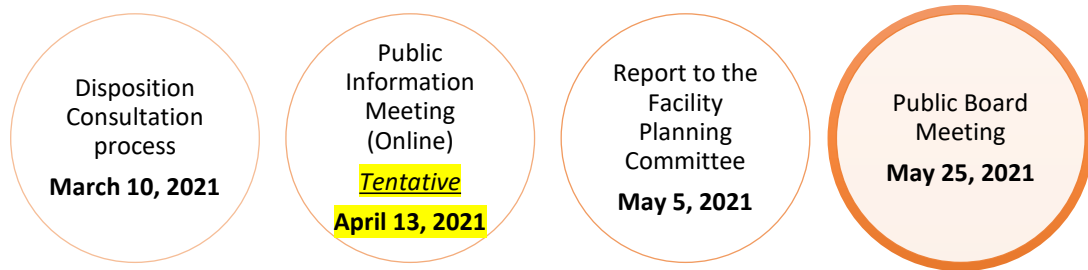 Disposition
Consultation
process
March 10, 2021
Public
Information
Meeting
(Online)
Tentative
April 13, 2021
Report to the
Facility
Planning
Committee
May 5, 2021
Public Board
Meeting
May 25, 2021